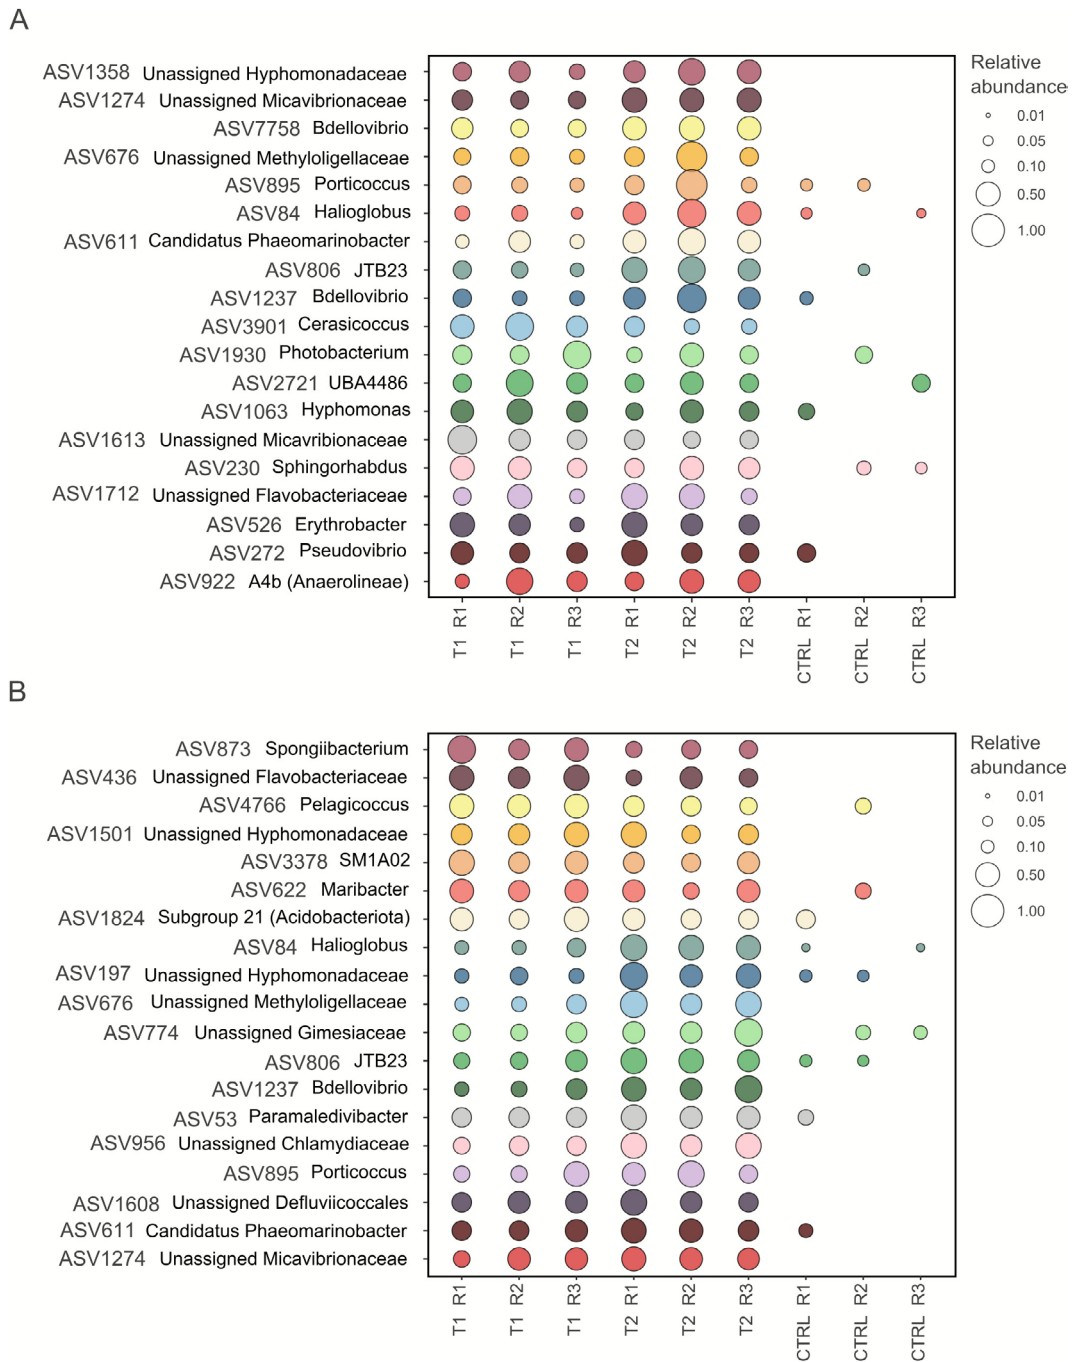 A
Relative
abundance
0.01
0.05
0.10
0.50
1.00
ASV1358 Unassigned Hyphomonadaceae
ASV1274 Unassigned Micavibrionaceae
ASV7758 Bdellovibrio
ASV676 Unassigned Methyloligellaceae
ASV895 Porticoccus
ASV84 Halioglobus
ASV611 Candidatus Phaeomarinobacter
ASV806 JTB23
ASV1237 Bdellovibrio
ASV3901 Cerasicoccus
ASV1930 Photobacterium
ASV2721 UBA4486
ASV1063 Hyphomonas
ASV1613 Unassigned Micavribionaceae
ASV230 Sphingorhabdus
ASV1712 Unassigned Flavobacteriaceae
ASV526 Erythrobacter
ASV272 Pseudovibrio
ASV922 A4b (Anaerolineae)
T1 R1
T1 R2
T1 R3
T2 R1
T2 R2
T2 R3
CTRL R1
CTRL R2
CTRL R3
B
Relative
abundance
0.01
0.05
0.10
0.50
1.00
ASV873 Spongiibacterium
ASV436 Unassigned Flavobacteriaceae
ASV4766 Pelagicoccus
ASV1501 Unassigned Hyphomonadaceae
ASV3378 SM1A02
ASV622 Maribacter
ASV1824 Subgroup 21 (Acidobacteriota)
ASV84 Halioglobus
ASV197 Unassigned Hyphomonadaceae
ASV676 Unassigned Methyloligellaceae
ASV774 Unassigned Gimesiaceae
ASV806 JTB23
ASV1237 Bdellovibrio
ASV53 Paramaledivibacter
ASV956 Unassigned Chlamydiaceae
ASV895 Porticoccus
ASV1608 Unassigned Defluviicoccales
ASV611 Candidatus Phaeomarinobacter
ASV1274 Unassigned Micavibrionaceae
T1 R1
T1 R2
T1 R3
T2 R1
T2 R2
T2 R3
CTRL R1
CTRL R2
CTRL R3